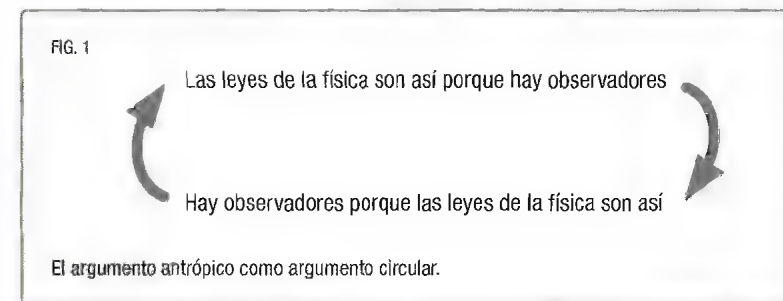 FIG. 1
Las leyes de la física son así porque hay observadores
Hay observadores porque las leyes de la física son así
El argumento antrópico como argumento circular.